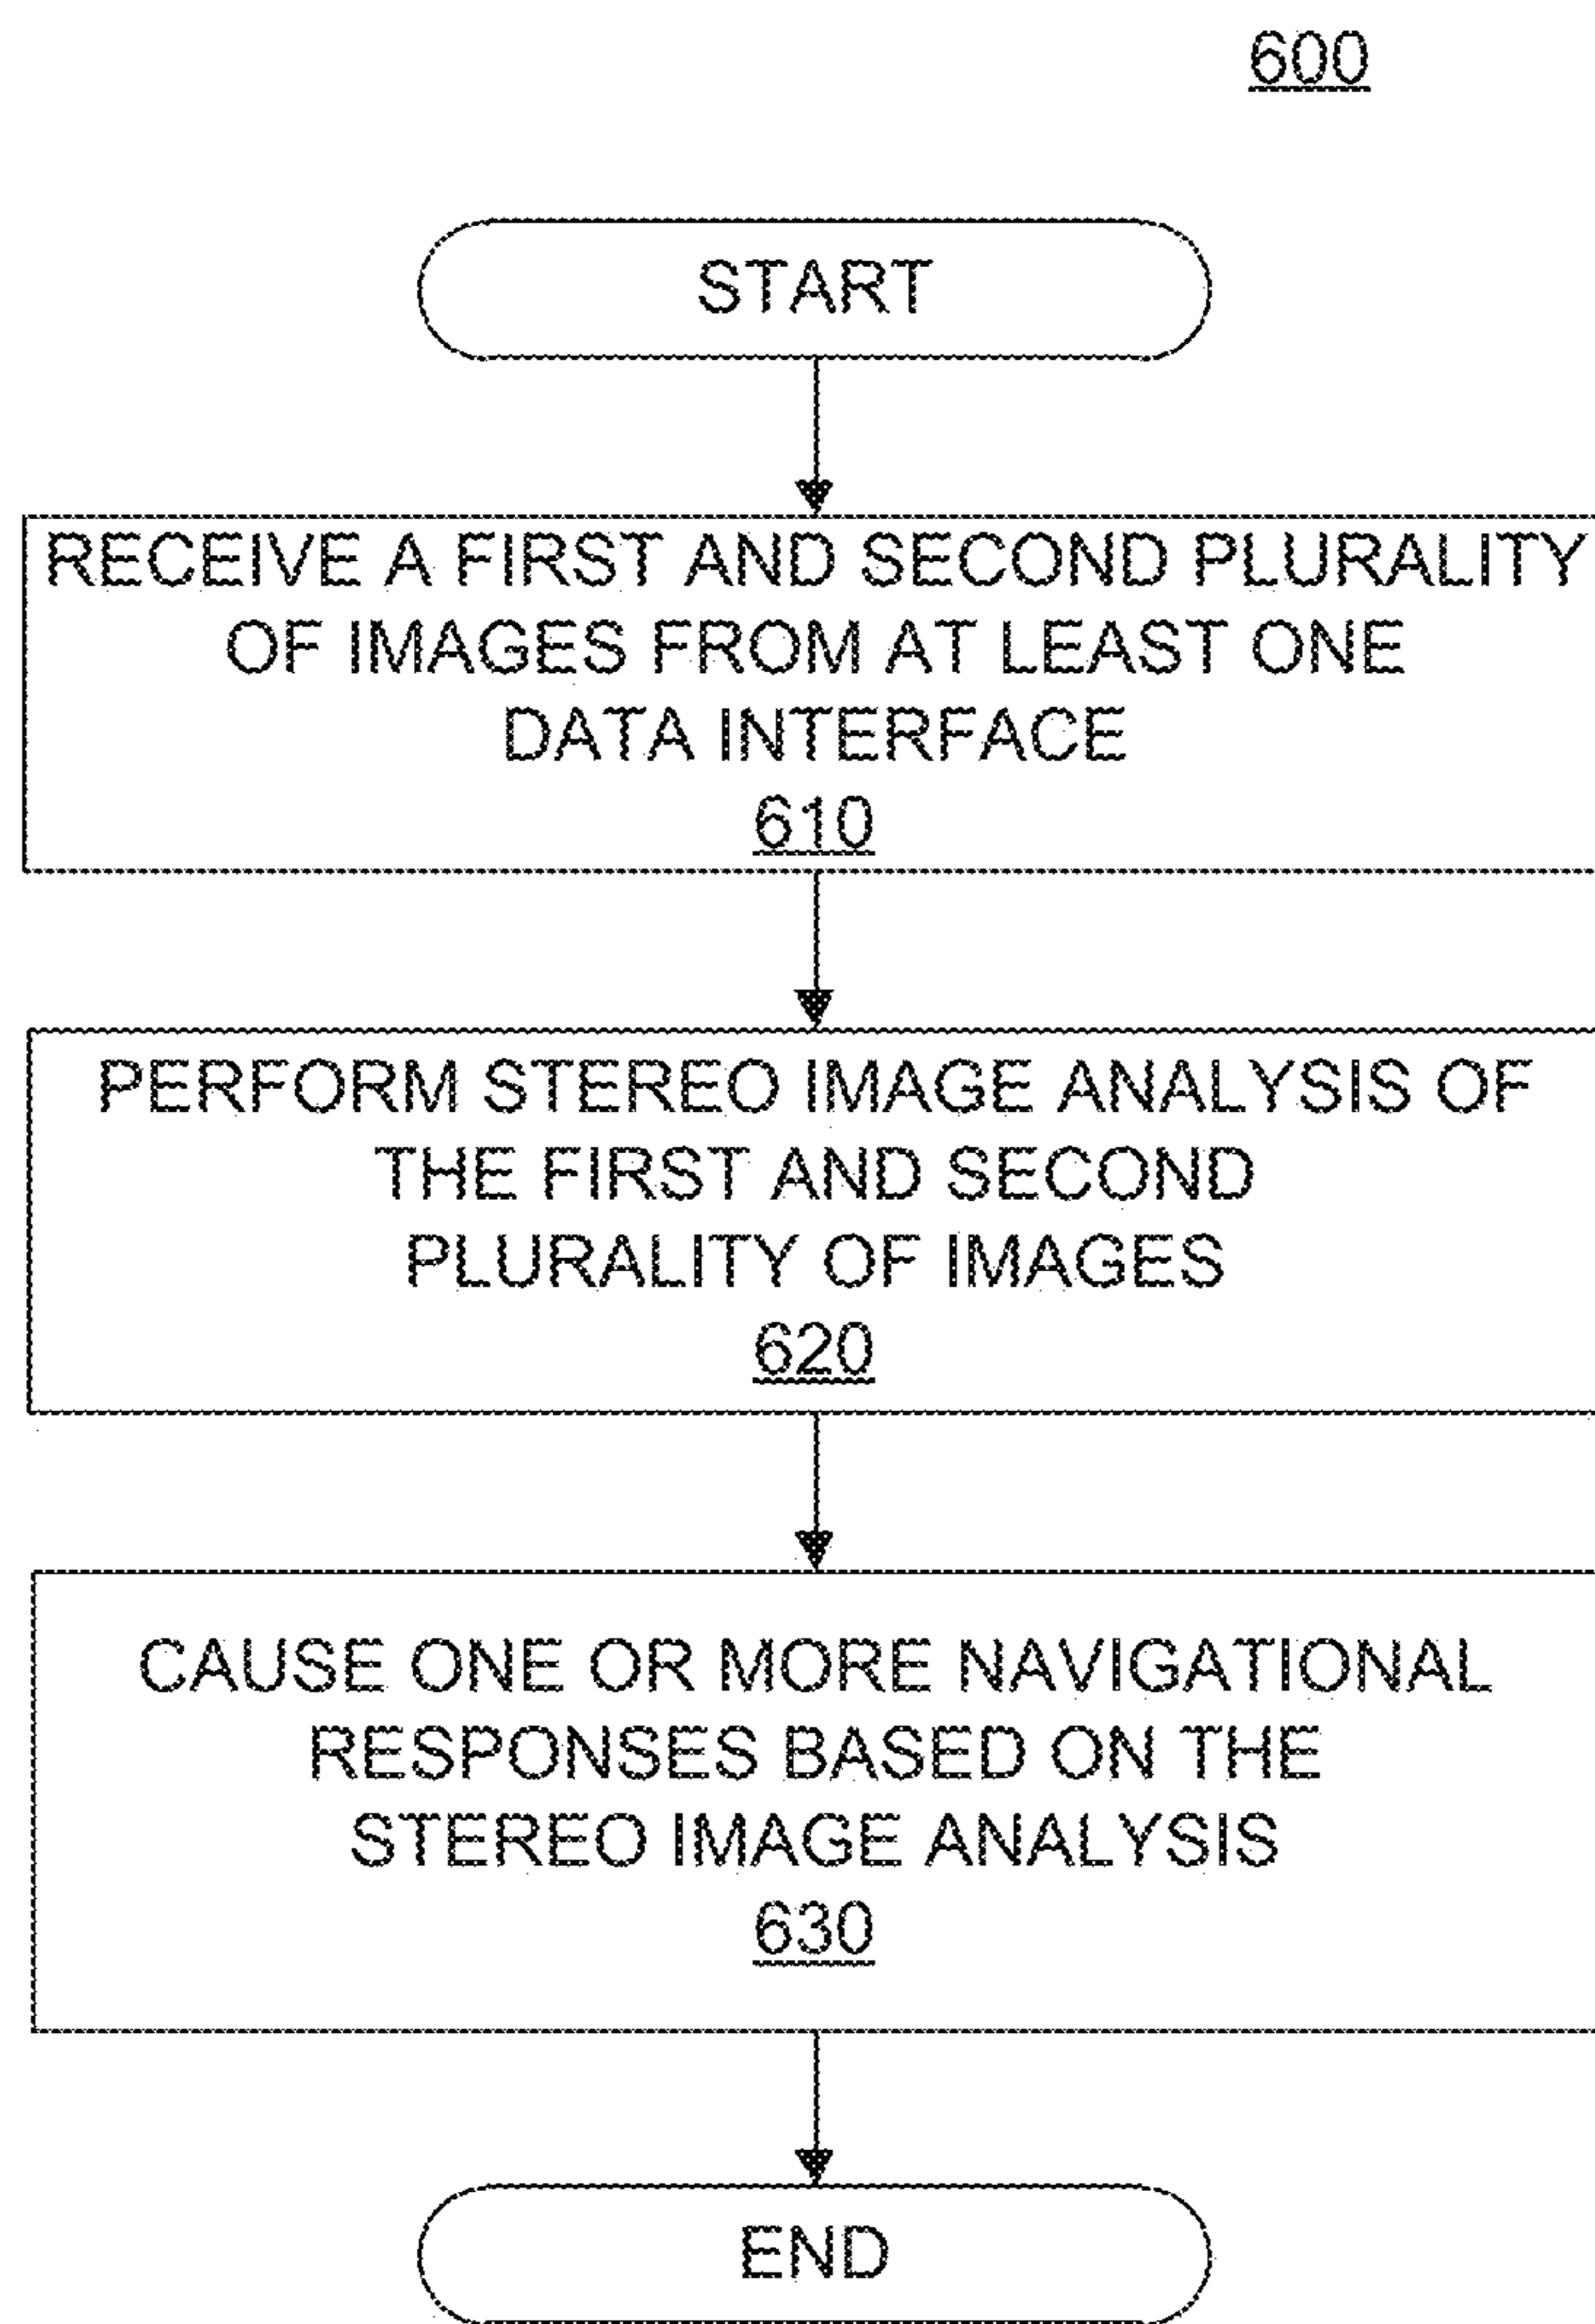 600
START
RECEIVE A FIRST AND SECOND PLURALITY
OF IMAGES FROM AT LEAST ONE
DATA INTERFACE
610
PERFORM STEREO IMAGE ANALYSIS OF
THE FIRST AND SECOND
PLURALITY OF IMAGES
620
CAUSE ONE OR MORE NAVIGATIONAL
RESPONSES BASED ON THE
STEREO IMAGE ANALYSIS
630
END